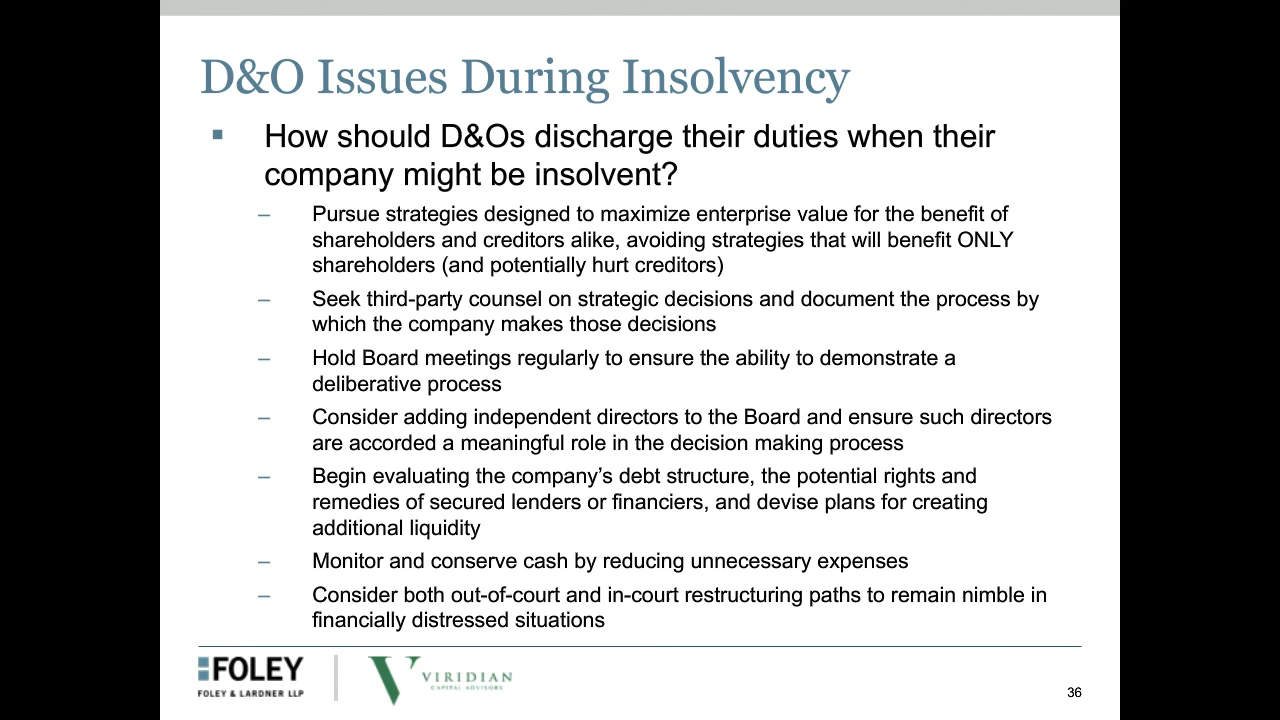 D&O Issues During Insolvency
▪ How should D&Os discharge their duties when their
company might be insolvent?
– Pursue strategies designed to maximize enterprise value for the benefit of
shareholders and creditors alike, avoiding strategies that will benefit ONLY
shareholders (and potentially hurt creditors)
– Seek third-party counsel on strategic decisions and document the process by
which the company makes those decisions
– Hold Board meetings regularly to ensure the ability to demonstrate a
deliberative process
– Consider adding independent directors to the Board and ensure such directors
are accorded a meaningful role in the decision making process
– Begin evaluating the company’s debt structure, the potential rights and
remedies of secured lenders or financiers, and devise plans for creating
additional liquidity
– Monitor and conserve cash by reducing unnecessary expenses
– Consider both out-of-court and in-court restructuring paths to remain nimble in
financially distressed situations
FOLEY
FOLEY & LARDNER LLP
VIRIDIAN
CAPITAL ADVISORS
36